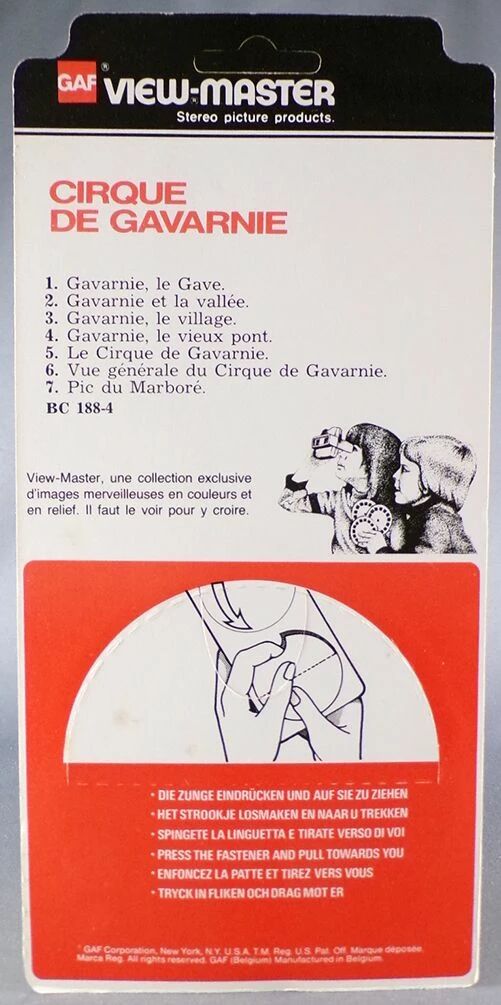 GAF® VIEW-MASTER®
Stereo picture products.
CIRQUE
DE GAVARNIE
1. Gavarnie, le Gave.
2. Gavarnie et la vallée.
3. Gavarnie, le village.
4. Gavarnie, le vieux pont.
5. Le Cirque de Gavarnie.
6. Vue générale du Cirque de Gavarnie.
7. Pic du Marboré.
BC 188-4
View-Master, une collection exclusive
d'images merveilleuses en couleurs et
en relief. Il faut le voir pour y croire.
• DIE ZUNGE EINDRÜCKEN UND AUF SIE ZU ZIEHEN
• HET STROOKJE LOSMAKEN EN NAAR U TREKKEN
• SPINGETE LA LINGUETTA E TIRATE VERSO DI VOI
• PRESS THE FASTENER AND PULL TOWARDS YOU
• ENFONCEZ LA PATTE ET TIREZ VERS VOUS
• TRYCK IN FLIKEN OCH DRAG MOT ER
* GAF Corporation, New York, N.Y. U.S.A. T.M. Reg. U.S. Pat. Off. Marque déposée.
Marca Reg. All rights reserved. GAF (Belgium) Manufactured in Belgium.